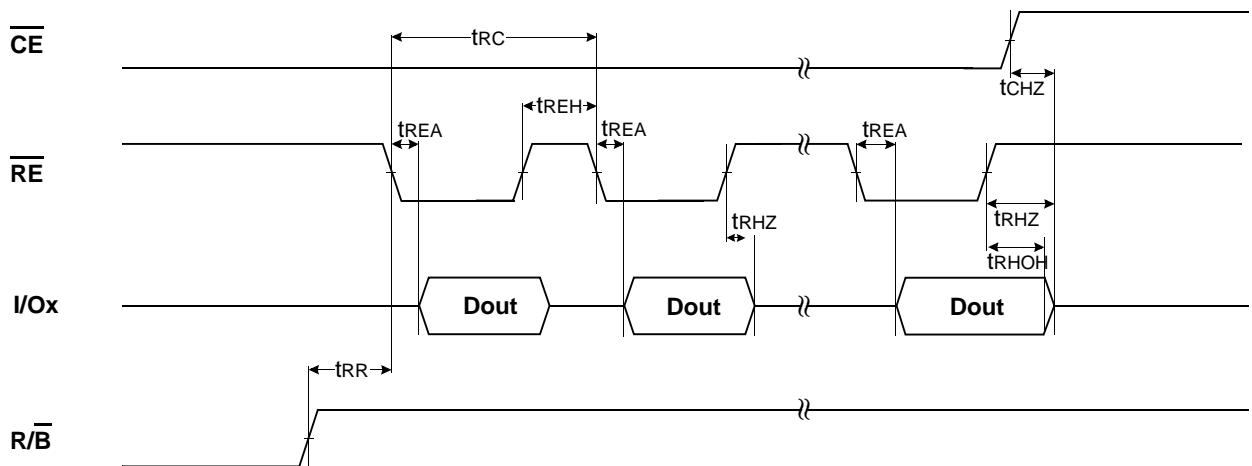 CE
tRC
tCHZ
tREH
tREA
tREA
tREA
RE
tRHZ
tRHZ
tRHOH
I/Ox
Dout
Dout
Dout
tRR
R/B